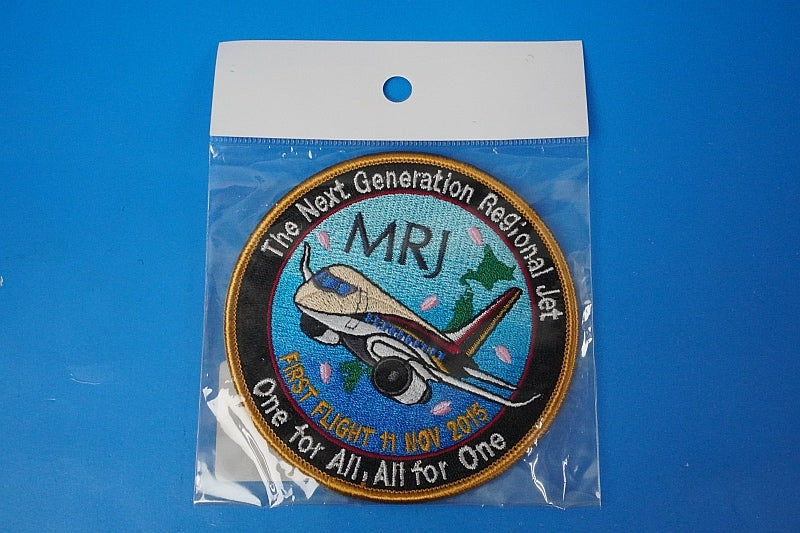 The Next Generation Regional Jet
MRJ
FIRST FLIGHT 11 NOV 2015
One for All, All for One